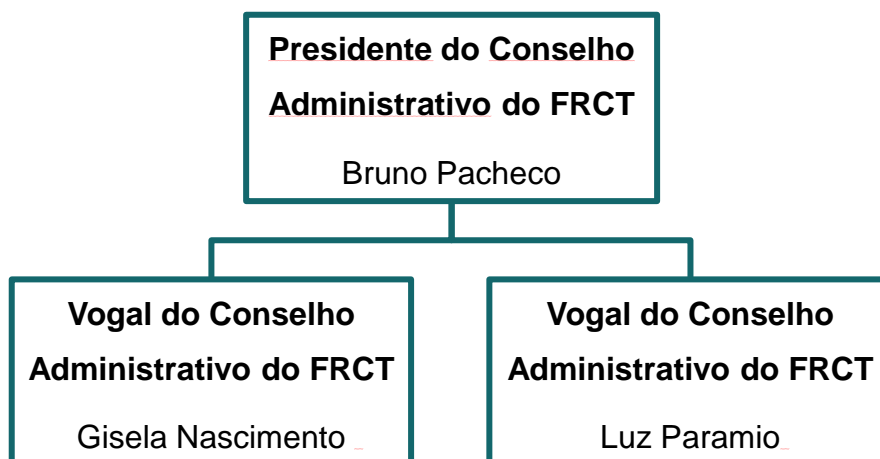 Presidente do Conselho
Administrativo do FRCT
Bruno Pacheco
Vogal do Conselho
Administrativo do FRCT
Gisela Nascimento
Vogal do Conselho
Administrativo do FRCT
Luz Paramio